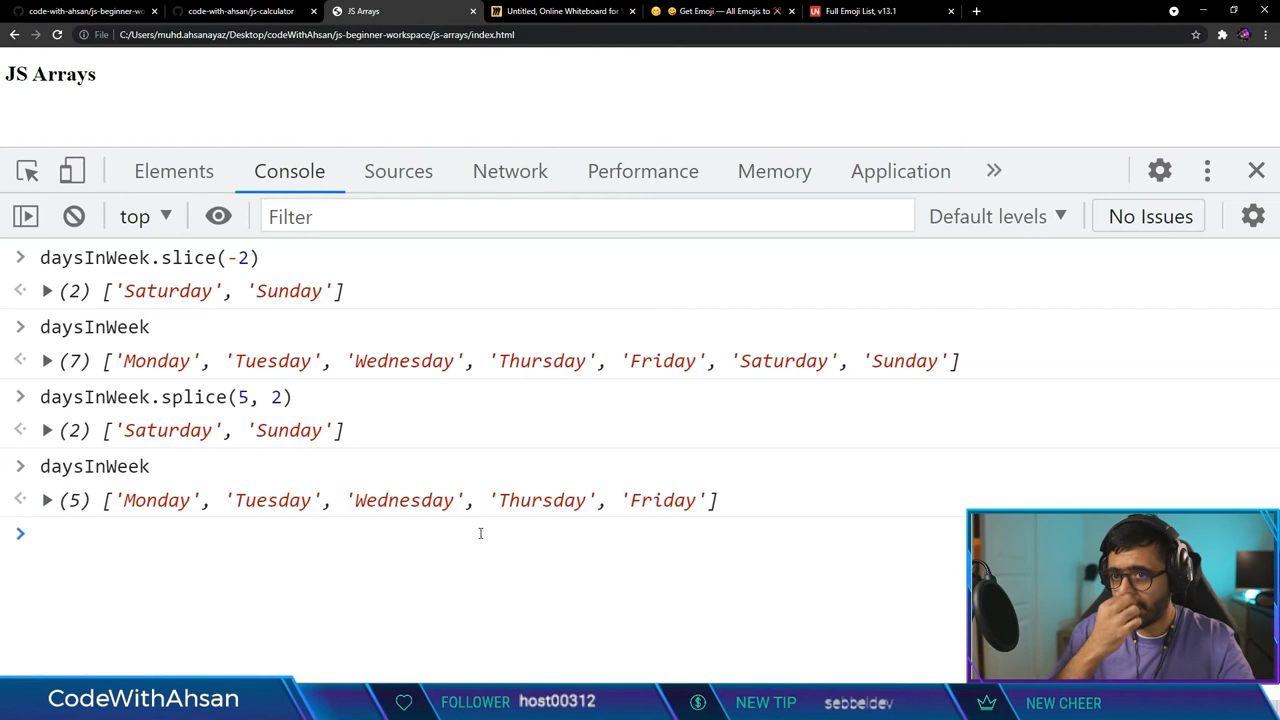 code-with-ahsan/js-beginner-wo
code-with-ahsan/js-calculator
JS Arrays
Untitled, Online Whiteboard for V
Get Emoji — All Emojis to
Full Emoji List, v13.1
File
C:/Users/muhd.ahsanayaz/Desktop/codeWithAhsan/js-beginner-workspace/js-arrays/index.html
JS Arrays
Elements Console Sources Network Performance Memory Application »
top ▼ Filter Default levels ▼ No Issues
> daysInWeek.slice(-2)
(2) ['Saturday', 'Sunday']
> daysInWeek
(7) ['Monday', 'Tuesday', 'Wednesday', 'Thursday', 'Friday', 'Saturday', 'Sunday']
> daysInWeek.splice(5, 2)
(2) ['Saturday', 'Sunday']
> daysInWeek
(5) ['Monday', 'Tuesday', 'Wednesday', 'Thursday', 'Friday']
>
CodeWithAhsan
FOLLOWER host00312
NEW TIP sebbeldev
NEW CHEER